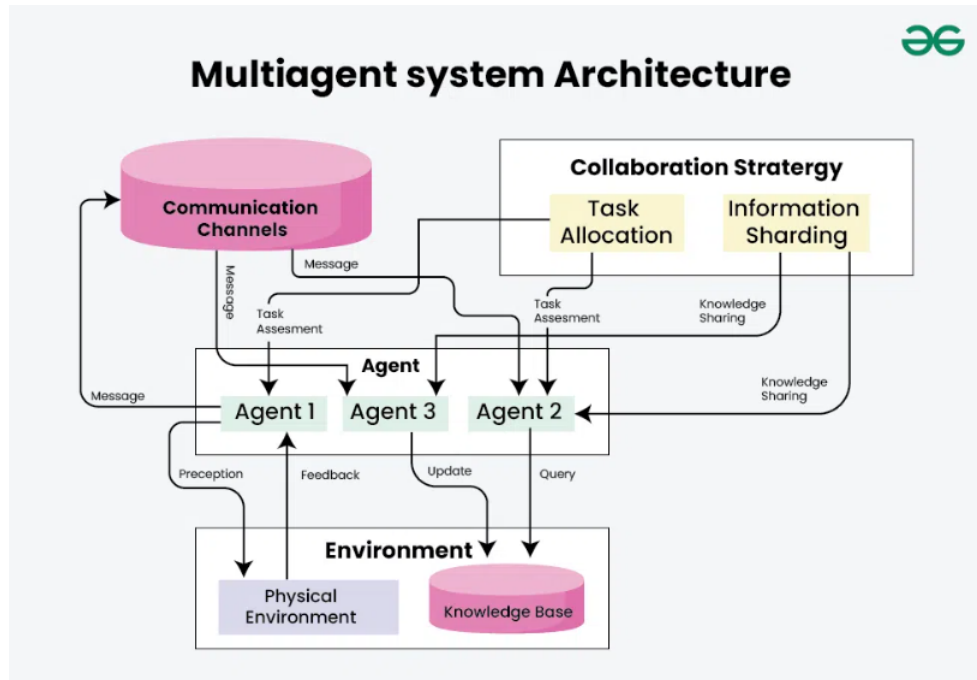 Multiagent system Architecture
Communication
Channels
Collaboration Stratergy
Task
Allocation
Information
Sharding
Message
Message
Task
Assesment
Task
Assesment
Knowledge
Sharing
Knowledge
Sharing
Message
Agent
Agent 1
Agent 3
Agent 2
Preception
Feedback
Update
Query
Environment
Physical
Environment
Knowledge Base